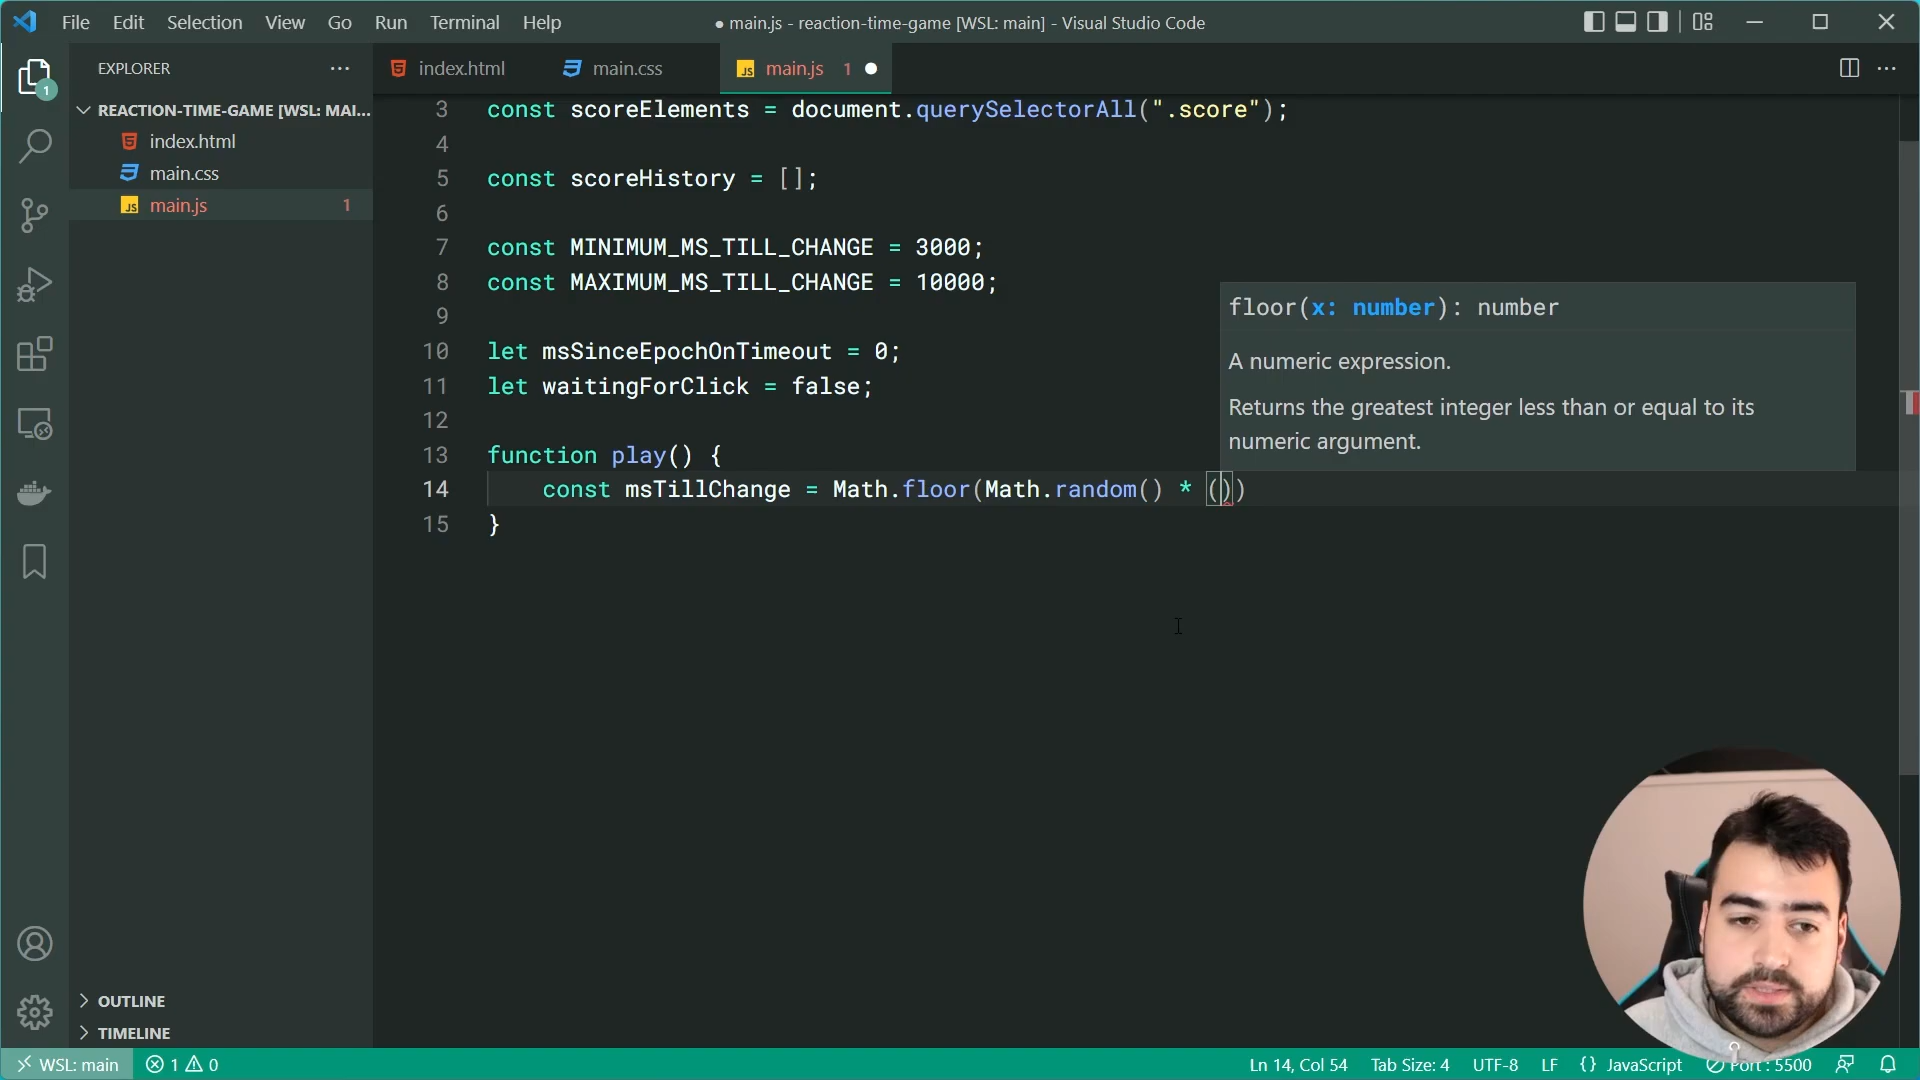 File Edit Selection View Go Run Terminal Help
● main.js - reaction-time-game [WSL: main] - Visual Studio Code
EXPLORER
index.html
main.css
main.js 1
1
REACTION-TIME-GAME [WSL: MAI...
index.html
main.css
main.js 1
3 const scoreElements = document.querySelectorAll(".score");
4
5 const scoreHistory = [];
6
7 const MINIMUM_MS_TILL_CHANGE = 3000;
8 const MAXIMUM_MS_TILL_CHANGE = 10000;
9
10 let msSinceEpochOnTimeout = 0;
11 let waitingForClick = false;
12
13 function play() {
14 const msTillChange = Math.floor(Math.random() * ())
15 }
floor(x: number): number
A numeric expression.
Returns the greatest integer less than or equal to its
numeric argument.
OUTLINE
TIMELINE
WSL: main 1 0 Ln 14, Col 54 Tab Size: 4 UTF-8 LF {} JavaScript Port : 5500